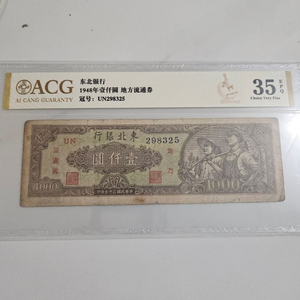 ACG
AI CANG GUARANTY
东北银行
1948年壹仟圆 地方流通券
冠号: UN298325
35 EPQ
Choice Very Fine
行銀北東
UN 298325
圓仟壹
1000 1000